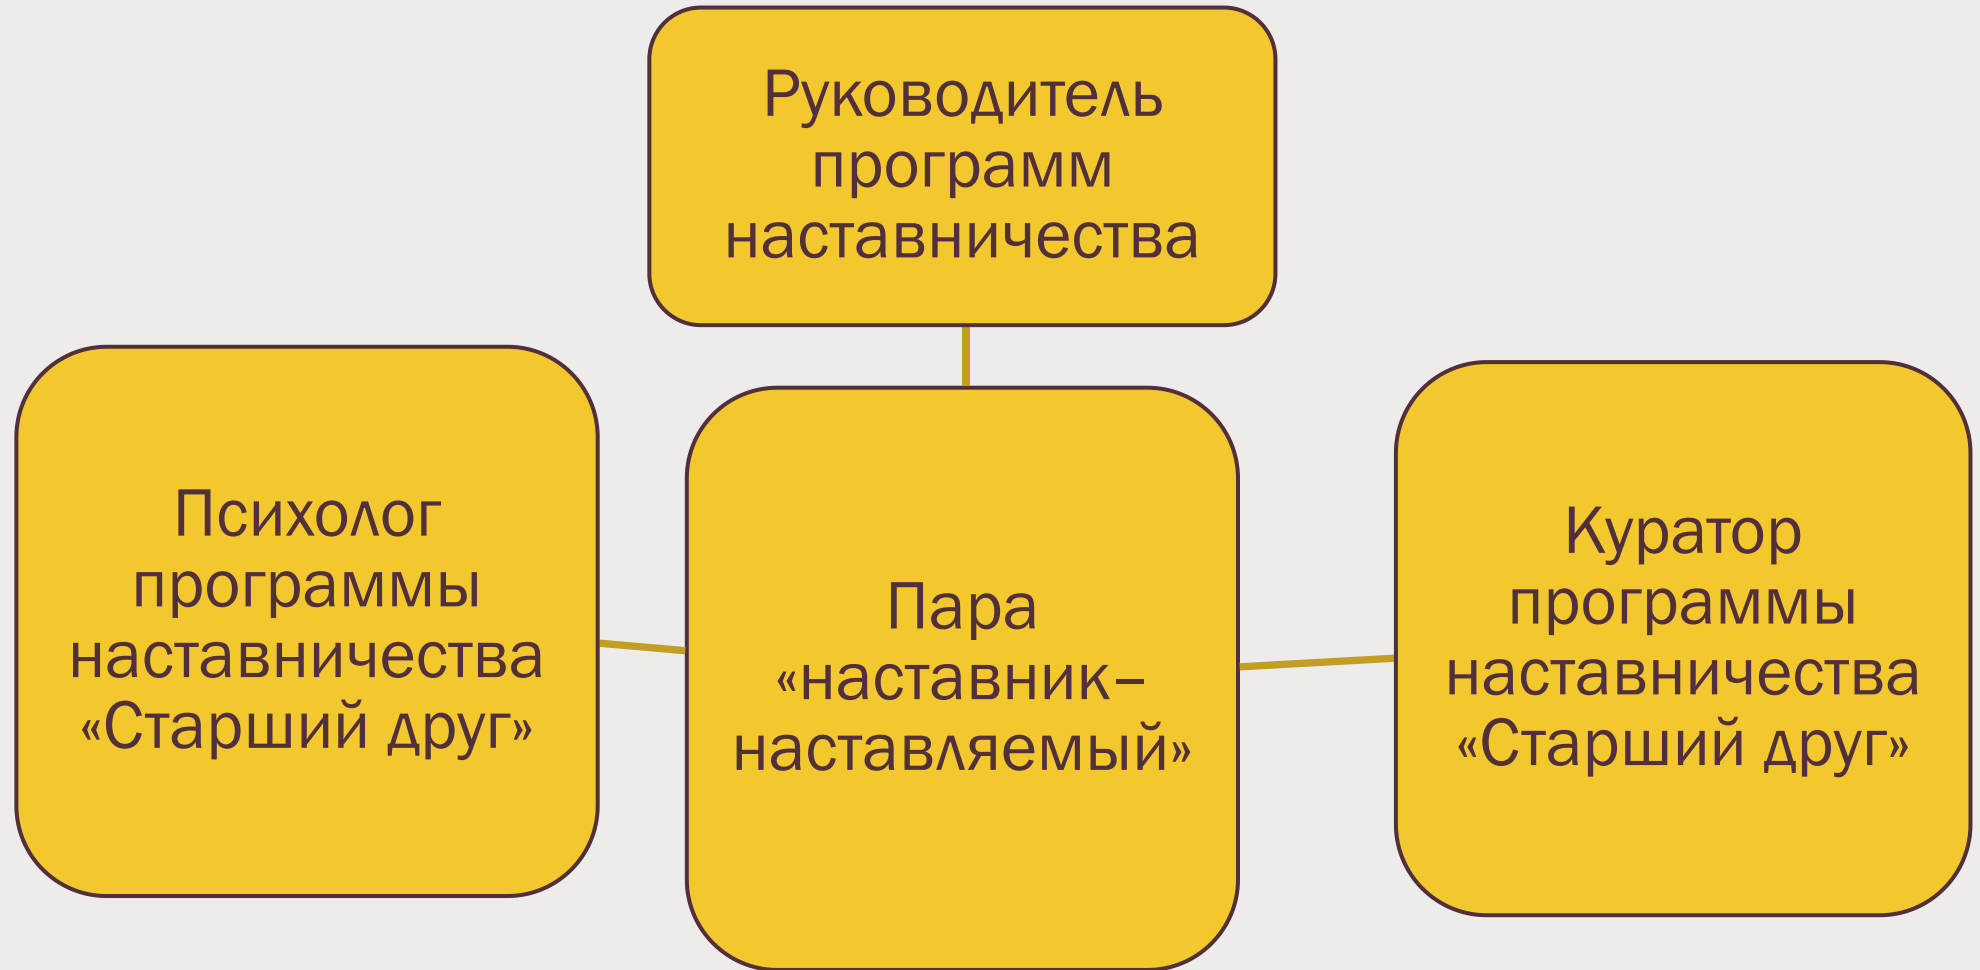 Руководитель
программ
наставничества
Психолог
программы
наставничества
«Старший друг»
Пара
«наставник–
наставляемый»
Куратор
программы
наставничества
«Старший друг»